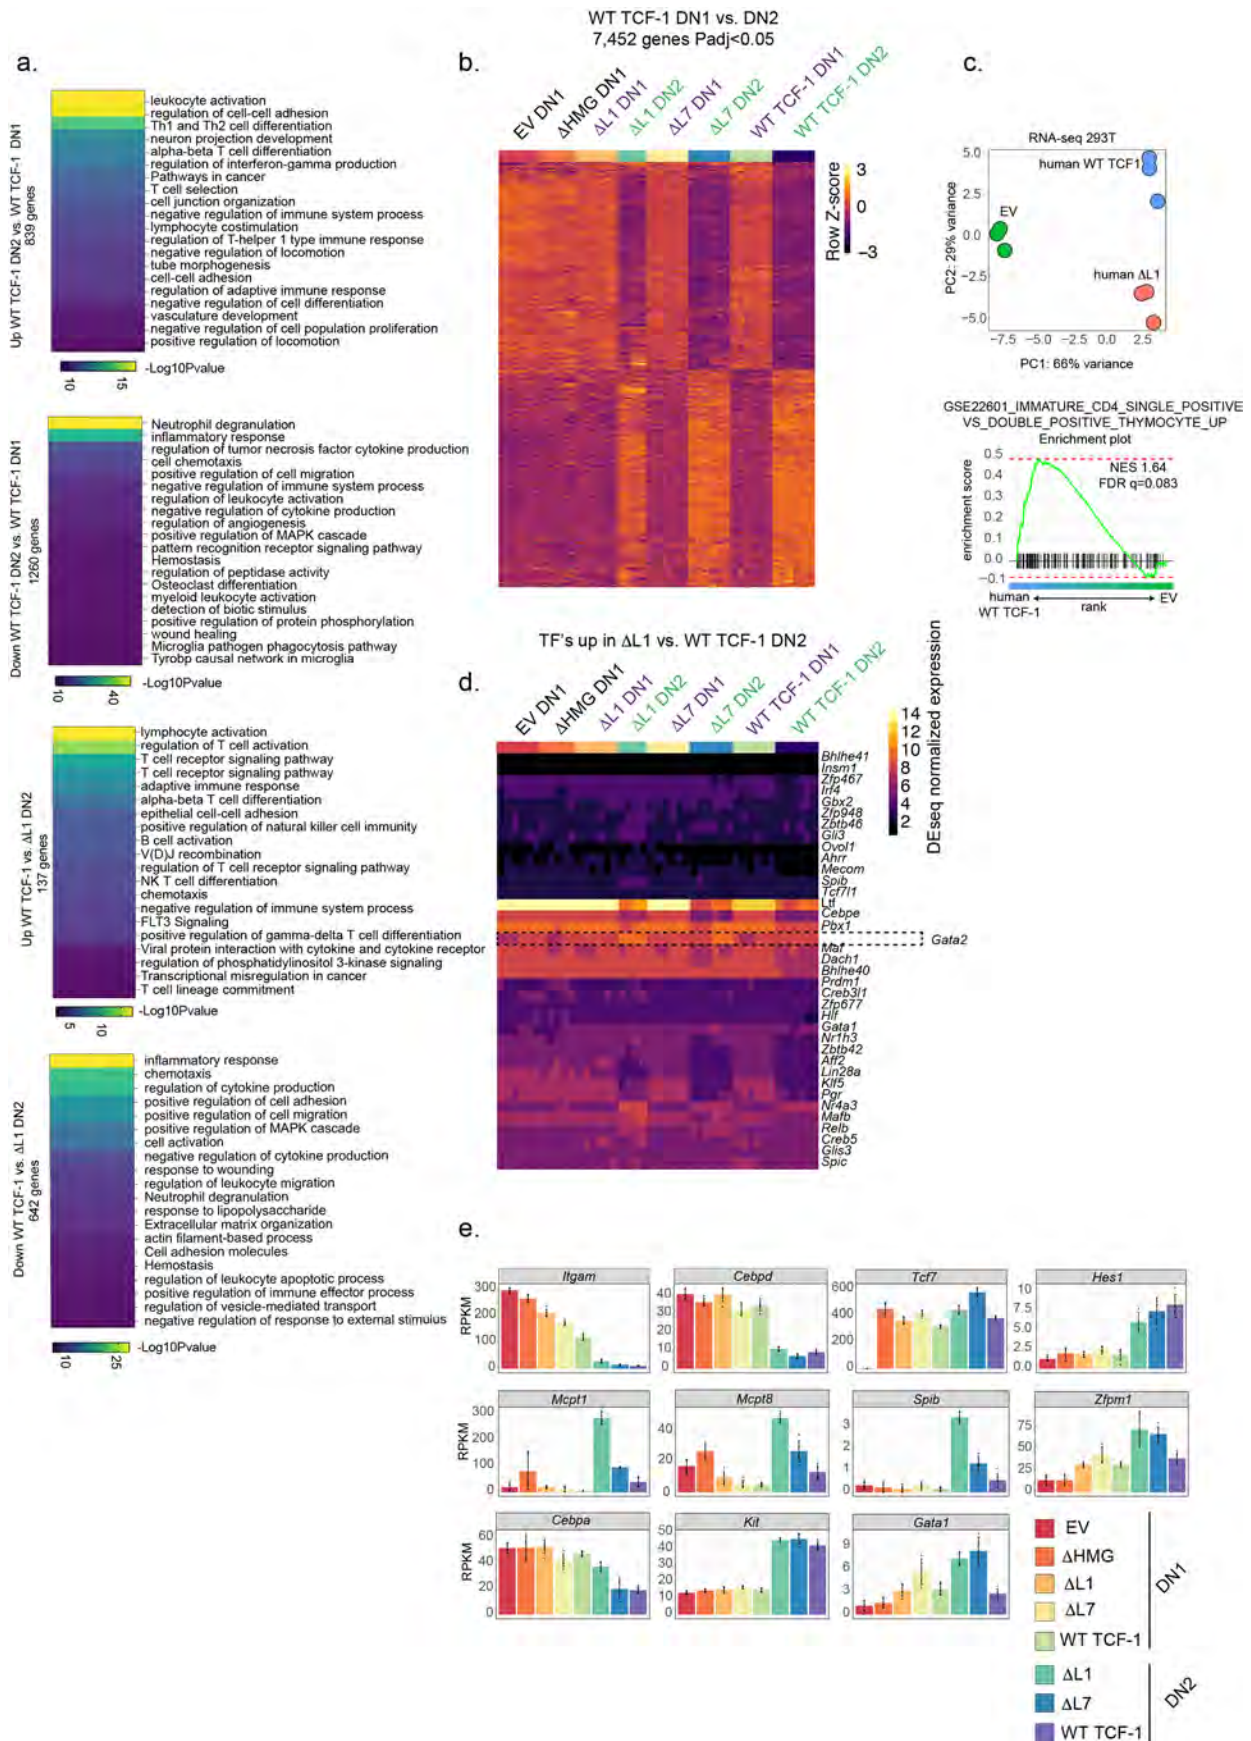 a.
Up WT TCF-1 DN2 vs. WT TCF-1 DN1
839 genes
leukocyte activation
regulation of cell-cell adhesion
Th1 and Th2 cell differentiation
neuron projection development
alpha-beta T cell differentiation
regulation of interferon-gamma production
Pathways in cancer
T cell selection
cell junction organization
negative regulation of immune system process
lymphocyte costimulation
regulation of T-helper 1 type immune response
negative regulation of locomotion
tube morphogenesis
cell-cell adhesion
regulation of adaptive immune response
negative regulation of cell differentiation
vasculature development
negative regulation of cell population proliferation
positive regulation of locomotion
-Log10Pvalue
10 15
Down WT TCF-1 DN2 vs. WT TCF-1 DN1
1260 genes
Neutrophil degranulation
inflammatory response
regulation of tumor necrosis factor cytokine production
cell chemotaxis
positive regulation of cell migration
negative regulation of immune system process
regulation of leukocyte activation
negative regulation of cytokine production
regulation of angiogenesis
positive regulation of MAPK cascade
pattern recognition receptor signaling pathway
Hemostasis
regulation of peptidase activity
Osteoclast differentiation
myeloid leukocyte activation
detection of biotic stimulus
positive regulation of protein phosphorylation
wound healing
Microglia pathogen phagocytosis pathway
Tyrobp causal network in microglia
-Log10Pvalue
10 40
Up WT TCF-1 vs. ΔL1 DN2
137 genes
lymphocyte activation
regulation of T cell activation
T cell receptor signaling pathway
T cell receptor signaling pathway
adaptive immune response
alpha-beta T cell differentiation
epithelial cell-cell adhesion
positive regulation of natural killer cell immunity
B cell activation
V(D)J recombination
regulation of T cell receptor signaling pathway
NK T cell differentiation
chemotaxis
negative regulation of immune system process
FLT3 Signaling
positive regulation of gamma-delta T cell differentiation
Viral protein interaction with cytokine and cytokine receptor
regulation of phosphatidylinositol 3-kinase signaling
Transcriptional misregulation in cancer
T cell lineage commitment
-Log10Pvalue
5 10
Down WT TCF-1 vs. ΔL1 DN2
642 genes
inflammatory response
chemotaxis
regulation of cytokine production
positive regulation of cell adhesion
positive regulation of cell migration
positive regulation of MAPK cascade
cell activation
negative regulation of cytokine production
response to wounding
regulation of leukocyte migration
Neutrophil degranulation
response to lipopolysaccharide
Extracellular matrix organization
actin filament-based process
Cell adhesion molecules
Hemostasis
regulation of leukocyte apoptotic process
positive regulation of immune effector process
regulation of vesicle-mediated transport
negative regulation of response to external stimulus
-Log10Pvalue
10 25
WT TCF-1 DN1 vs. DN2
7,452 genes Padj<0.05
b.
EV DN1
ΔHMG DN1
ΔL1 DN1
ΔL1 DN2
ΔL7 DN1
ΔL7 DN2
WT TCF-1 DN1
WT TCF-1 DN2
3
0
−3
Row Z-score
c.
RNA-seq 293T
human WT TCF1
EV
human ΔL1
5.0
2.5
0.0
−2.5
−5.0
PC2: 29% variance
−7.5 −5.0 −2.5 0.0 2.5
PC1: 66% variance
GSE22601_IMMATURE_CD4_SINGLE_POSITIVE
VS_DOUBLE_POSITIVE_THYMOCYTE_UP
Enrichment plot
NES 1.64
FDR q=0.083
0.5
0.4
0.3
0.2
0.1
0.0
−0.1
enrichment score
human
WT TCF-1
rank
EV
TF's up in ΔL1 vs. WT TCF-1 DN2
d.
EV DN1
ΔHMG DN1
ΔL1 DN1
ΔL1 DN2
ΔL7 DN1
ΔL7 DN2
WT TCF-1 DN1
WT TCF-1 DN2
14
12
10
8
6
4
2
DEseq normalized expression
Bhlhe41
Insm1
Zfp467
Irf4
Gbx2
Zfp948
Zbtb46
Gli3
Ovol1
Ahrr
Mecom
Spib
Tcf7l1
Ltf
Cebpe
Pbx1
Gata2
Maf
Dach1
Bhlhe40
Prdm1
Creb3l1
Zfp677
Hlf
Gata1
Nr1h3
Zbtb42
Aff2
Lin28a
Klf5
Pgr
Nr4a3
Mafb
Relb
Creb5
Glis3
Spic
e.
Itgam
RPKM
300
200
100
0
Cebpd
40
30
20
10
0
Tcf7
600
400
200
0
Hes1
10
7.5
5.0
2.5
0.0
Mcpt1
RPKM
300
200
100
0
Mcpt8
40
20
0
Spib
3
2
1
0
Zfpm1
75
50
25
0
Cebpa
RPKM
60
40
20
0
Kit
50
40
30
20
10
0
Gata1
9
6
3
0
EV
ΔHMG
ΔL1
ΔL7
WT TCF-1
DN1
ΔL1
ΔL7
WT TCF-1
DN2